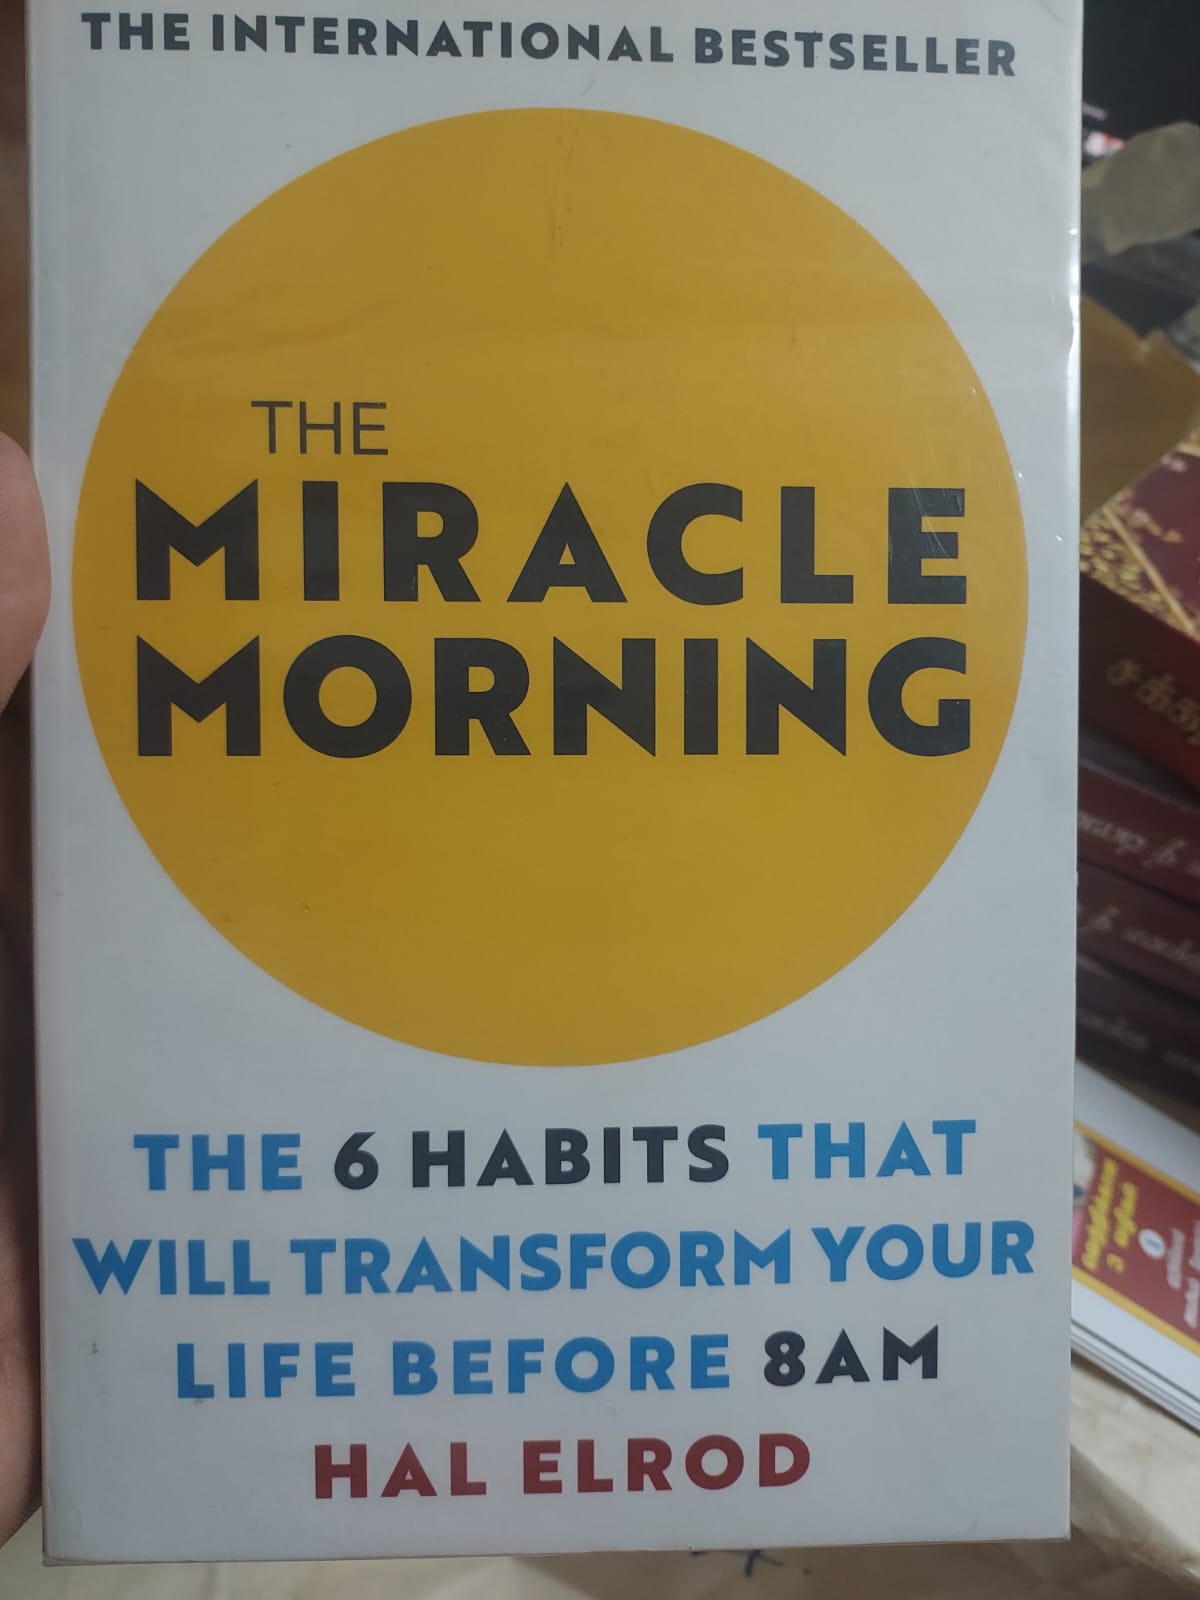 THE INTERNATIONAL BESTSELLER
THE
MIRACLE
MORNING
THE 6 HABITS THAT
WILL TRANSFORM YOUR
LIFE BEFORE 8AM
HAL ELROD